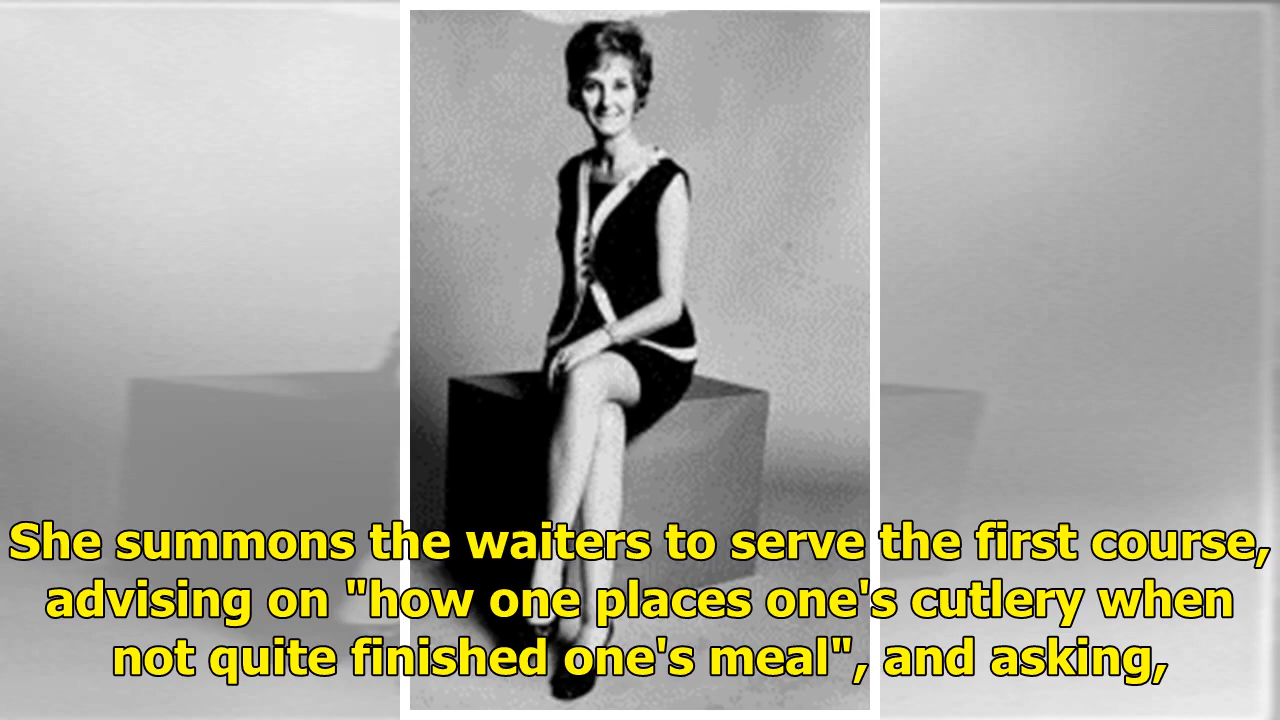 She summons the waiters to serve the first course,
advising on "how one places one's cutlery when
not quite finished one's meal", and asking,